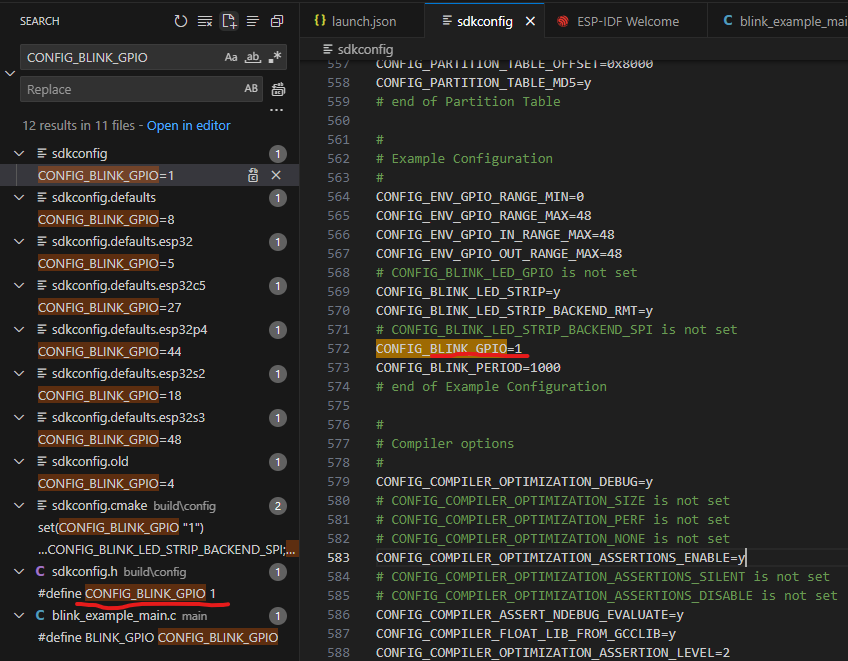 SEARCH
CONFIG_BLINK_GPIO
Aa
ab
.*
Replace
AB
12 results in 11 files - Open in editor
sdkconfig
1
CONFIG_BLINK_GPIO=1
sdkconfig.defaults
1
CONFIG_BLINK_GPIO=8
sdkconfig.defaults.esp32
1
CONFIG_BLINK_GPIO=5
sdkconfig.defaults.esp32c5
1
CONFIG_BLINK_GPIO=27
sdkconfig.defaults.esp32p4
1
CONFIG_BLINK_GPIO=44
sdkconfig.defaults.esp32s2
1
CONFIG_BLINK_GPIO=18
sdkconfig.defaults.esp32s3
1
CONFIG_BLINK_GPIO=48
sdkconfig.old
1
CONFIG_BLINK_GPIO=4
sdkconfig.cmake build\config
2
set(CONFIG_BLINK_GPIO "1")
...CONFIG_BLINK_LED_STRIP_BACKEND_SPI;...
C sdkconfig.h build\config
1
#define CONFIG_BLINK_GPIO 1
C blink_example_main.c main
1
#define BLINK_GPIO CONFIG_BLINK_GPIO
{} launch.json
sdkconfig
ESP-IDF Welcome
C blink_example_mai
sdkconfig
557 CONFIG_PARTITION_TABLE_OFFSET=0x8000
558 CONFIG_PARTITION_TABLE_MD5=y
559 # end of Partition Table
560
561 #
562 # Example Configuration
563 #
564 CONFIG_ENV_GPIO_RANGE_MIN=0
565 CONFIG_ENV_GPIO_RANGE_MAX=48
566 CONFIG_ENV_GPIO_IN_RANGE_MAX=48
567 CONFIG_ENV_GPIO_OUT_RANGE_MAX=48
568 # CONFIG_BLINK_LED_GPIO is not set
569 CONFIG_BLINK_LED_STRIP=y
570 CONFIG_BLINK_LED_STRIP_BACKEND_RMT=y
571 # CONFIG_BLINK_LED_STRIP_BACKEND_SPI is not set
572 CONFIG_BLINK_GPIO=1
573 CONFIG_BLINK_PERIOD=1000
574 # end of Example Configuration
575
576 #
577 # Compiler options
578 #
579 CONFIG_COMPILER_OPTIMIZATION_DEBUG=y
580 # CONFIG_COMPILER_OPTIMIZATION_SIZE is not set
581 # CONFIG_COMPILER_OPTIMIZATION_PERF is not set
582 # CONFIG_COMPILER_OPTIMIZATION_NONE is not set
583 CONFIG_COMPILER_OPTIMIZATION_ASSERTIONS_ENABLE=y
584 # CONFIG_COMPILER_OPTIMIZATION_ASSERTIONS_SILENT is not set
585 # CONFIG_COMPILER_OPTIMIZATION_ASSERTIONS_DISABLE is not set
586 CONFIG_COMPILER_ASSERT_NDEBUG_EVALUATE=y
587 CONFIG_COMPILER_FLOAT_LIB_FROM_GCCLIB=y
588 CONFIG_COMPILER_OPTIMIZATION_ASSERTION_LEVEL=2